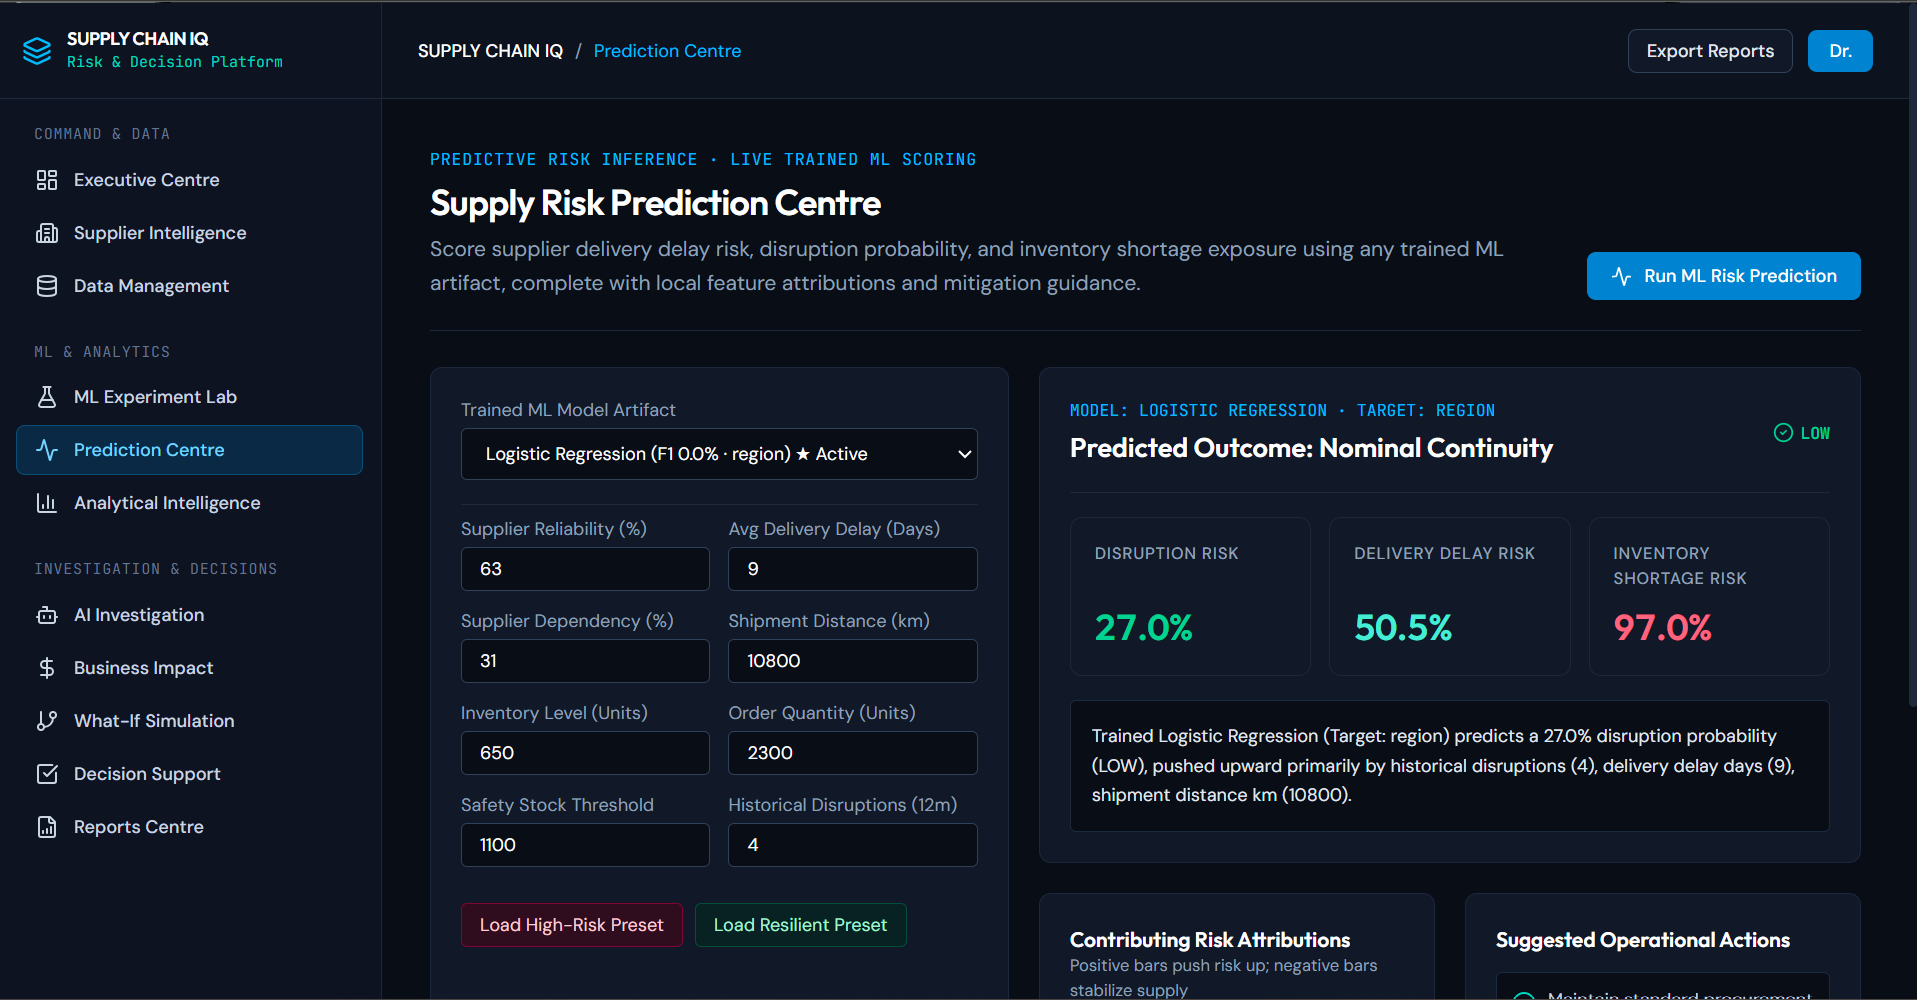 SUPPLY CHAIN IQ
Risk & Decision Platform
SUPPLY CHAIN IQ / Prediction Centre
Export Reports
Dr.
COMMAND & DATA
Executive Centre
Supplier Intelligence
Data Management
ML & ANALYTICS
ML Experiment Lab
Prediction Centre
Analytical Intelligence
INVESTIGATION & DECISIONS
AI Investigation
Business Impact
What-If Simulation
Decision Support
Reports Centre
PREDICTIVE RISK INFERENCE · LIVE TRAINED ML SCORING
Supply Risk Prediction Centre
Score supplier delivery delay risk, disruption probability, and inventory shortage exposure using any trained ML
artifact, complete with local feature attributions and mitigation guidance.
Run ML Risk Prediction
Trained ML Model Artifact
Logistic Regression (F1 0.0% · region) ★ Active
Supplier Reliability (%)
63
Avg Delivery Delay (Days)
9
Supplier Dependency (%)
31
Shipment Distance (km)
10800
Inventory Level (Units)
650
Order Quantity (Units)
2300
Safety Stock Threshold
1100
Historical Disruptions (12m)
4
Load High-Risk Preset
Load Resilient Preset
MODEL: LOGISTIC REGRESSION · TARGET: REGION
Predicted Outcome: Nominal Continuity
LOW
DISRUPTION RISK
27.0%
DELIVERY DELAY RISK
50.5%
INVENTORY
SHORTAGE RISK
97.0%
Trained Logistic Regression (Target: region) predicts a 27.0% disruption probability
(LOW), pushed upward primarily by historical disruptions (4), delivery delay days (9),
shipment distance km (10800).
Contributing Risk Attributions
Positive bars push risk up; negative bars
stabilize supply
Suggested Operational Actions
Maintain standard procurement